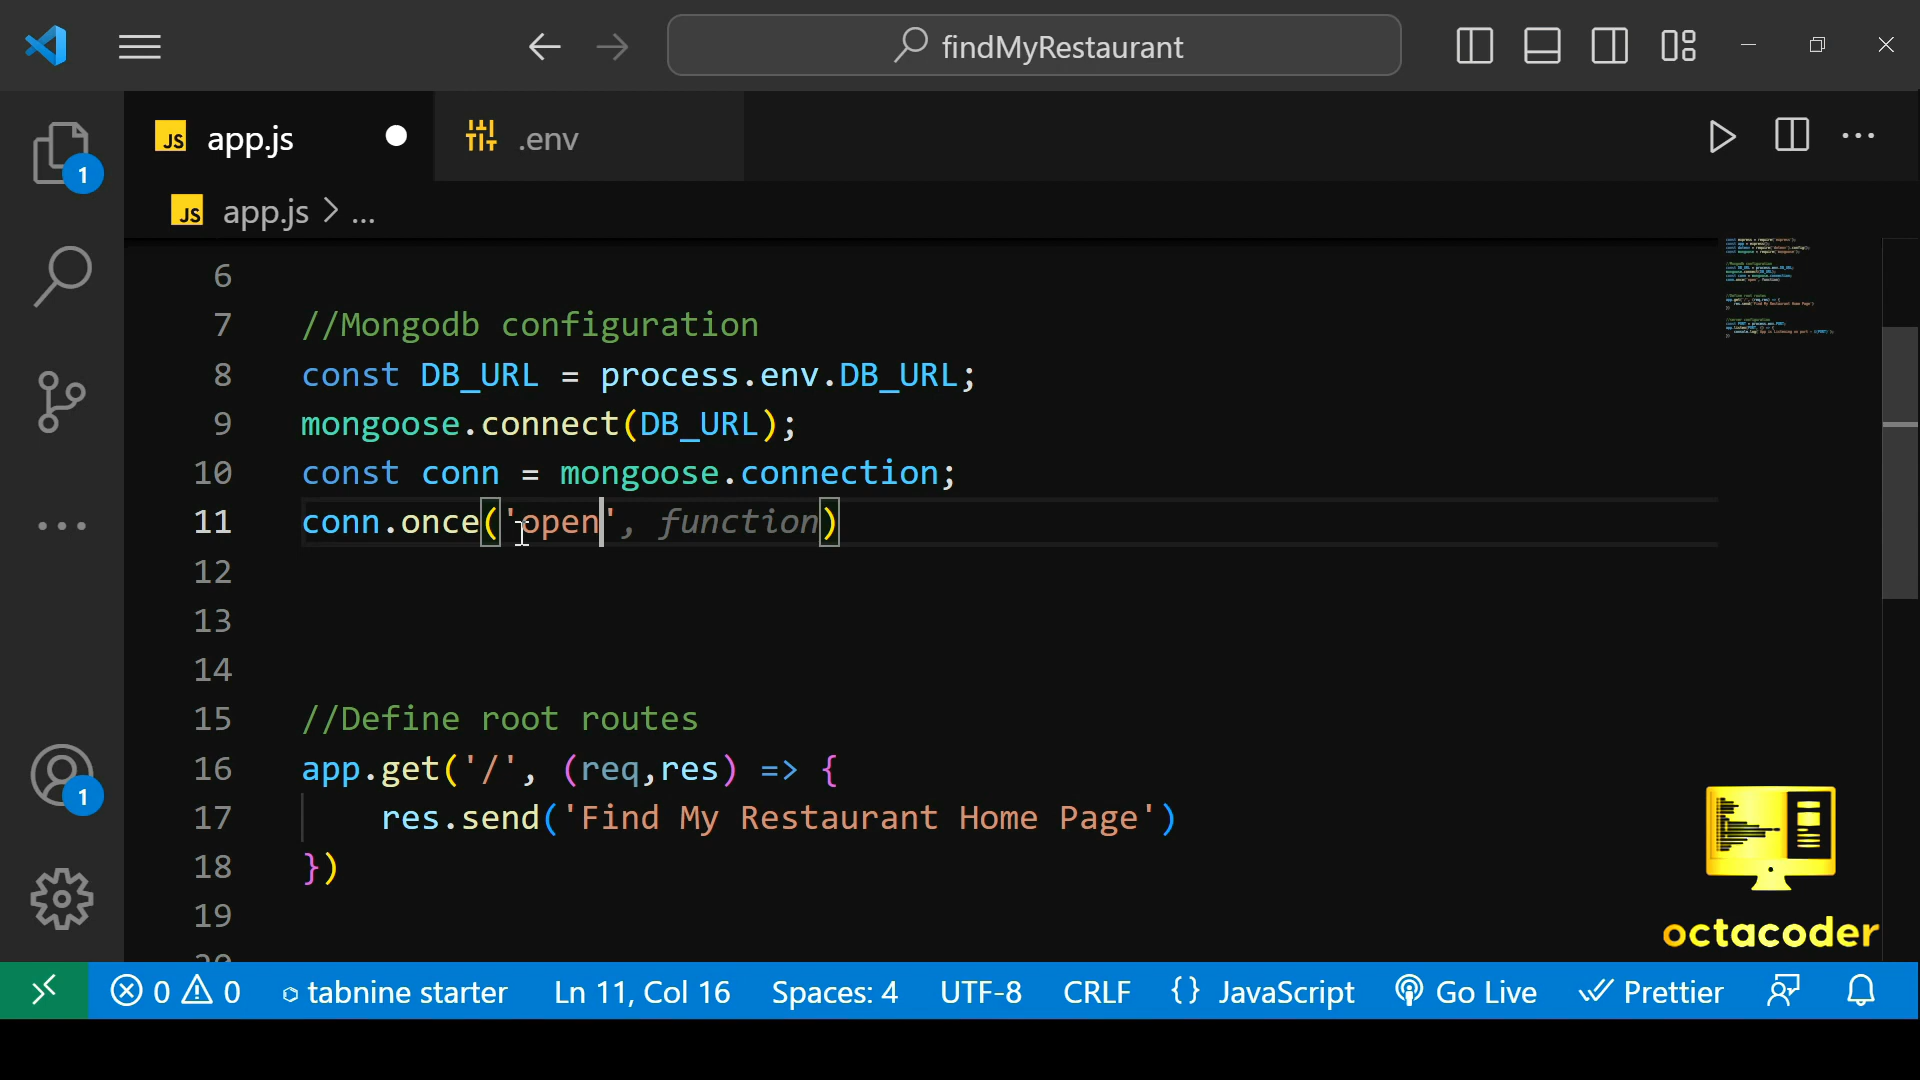 findMyRestaurant
JS app.js
.env
JS app.js > ...
1
6
7 //Mongodb configuration
8 const DB_URL = process.env.DB_URL;
9 mongoose.connect(DB_URL);
10 const conn = mongoose.connection;
11 conn.once('open', function)
12
13
14
15 //Define root routes
16 app.get('/', (req,res) => {
17 res.send('Find My Restaurant Home Page')
18 })
19
1
octacoder
0 0 tabnine starter Ln 11, Col 16 Spaces: 4 UTF-8 CRLF {} JavaScript Go Live Prettier